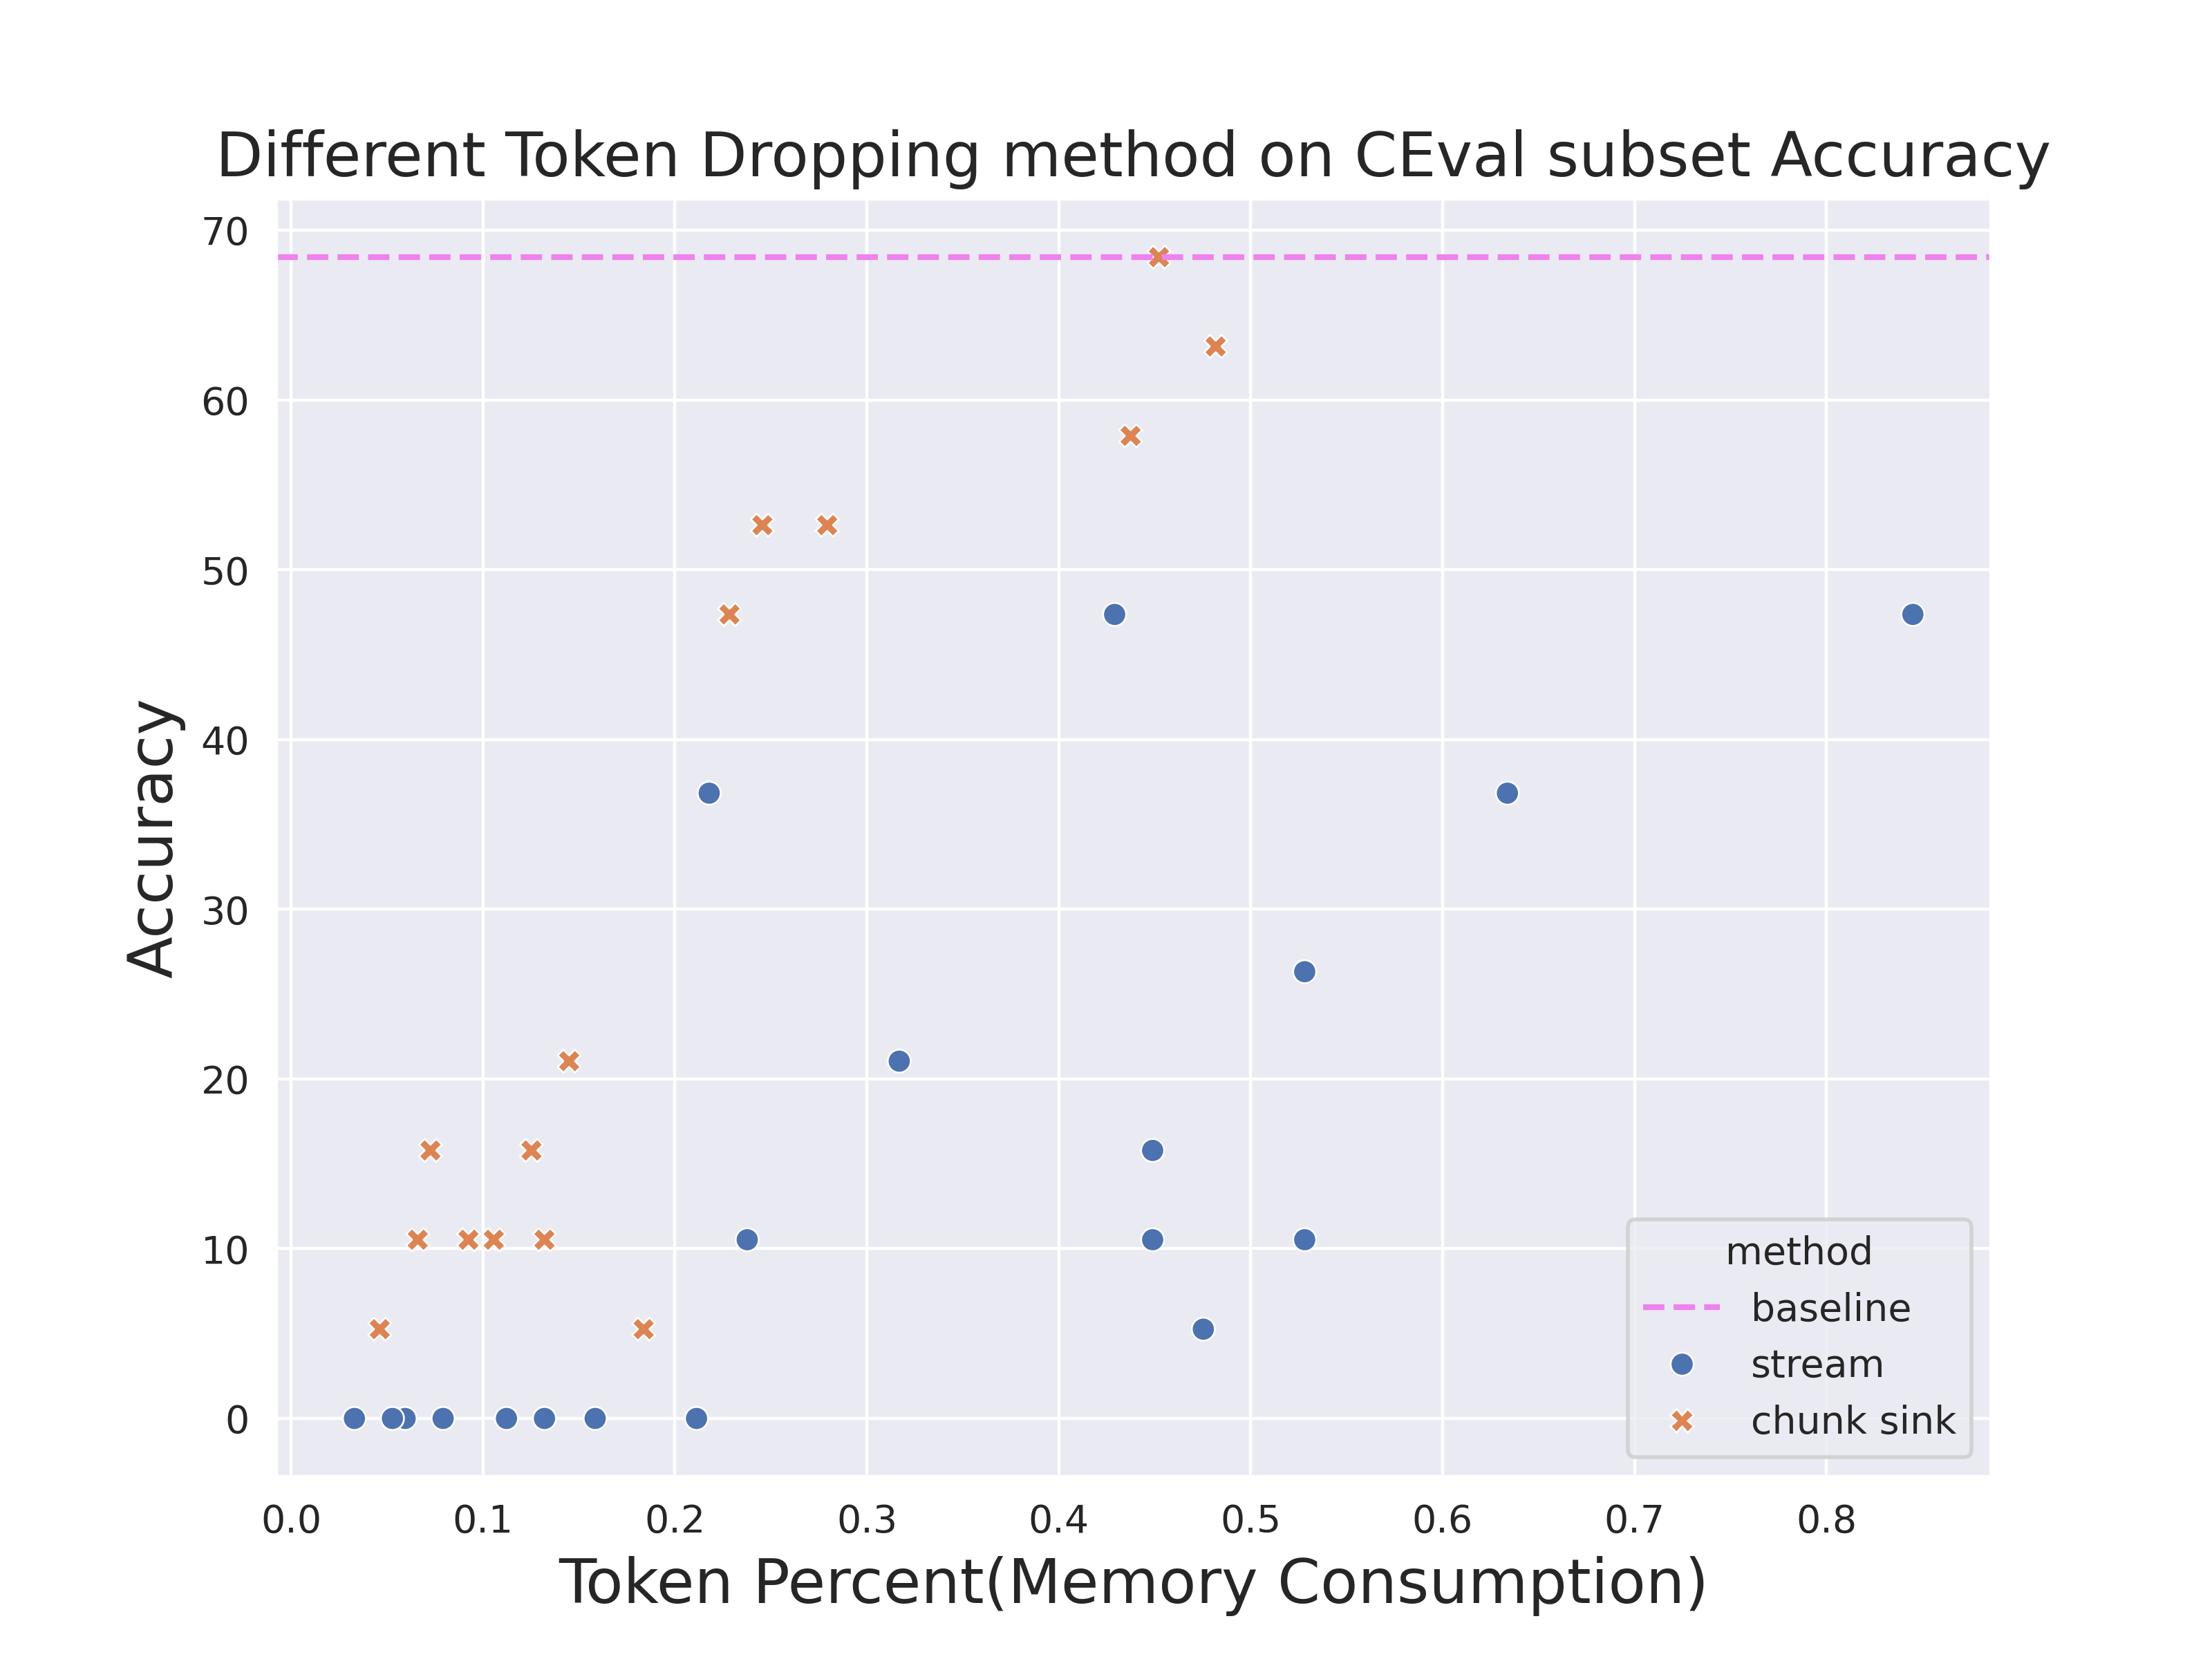 Different Token Dropping method on CEval subset Accuracy
70
60
50
40
30
20
10
0
Accuracy
method
baseline
stream
chunk sink
0.0 0.1 0.2 0.3 0.4 0.5 0.6 0.7 0.8
Token Percent(Memory Consumption)